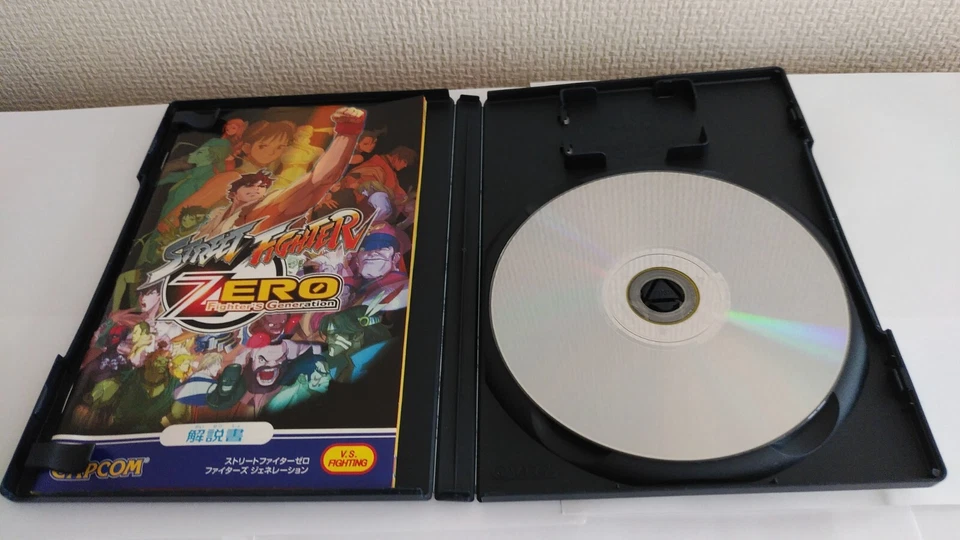 STREET FIGHTER
ZERO
Fighter's Generation
解説書
CAPCOM
ストリートファイターゼロ
ファイターズ ジェネレーション
V.S.
FIGHTING